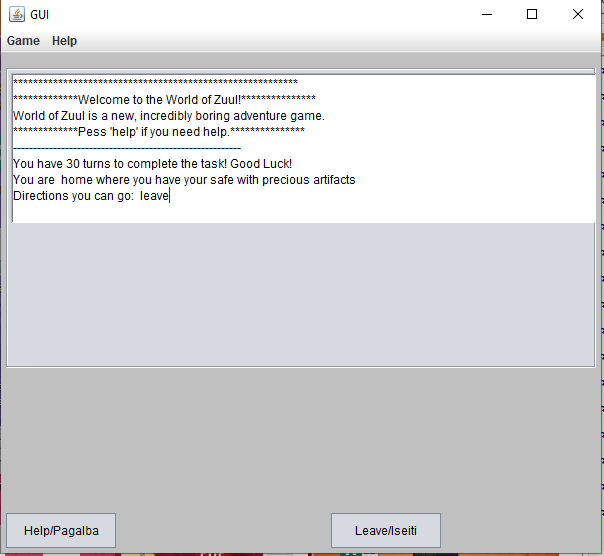 GUI
Game Help
*********************************************************
*************Welcome to the World of Zuul!***************
World of Zuul is a new, incredibly boring adventure game.
*************Pess 'help' if you need help.***************
---------------------------------------------------------
You have 30 turns to complete the task! Good Luck!
You are  home where you have your safe with precious artifacts
Directions you can go:  leave
Help/Pagalba
Leave/Iseiti